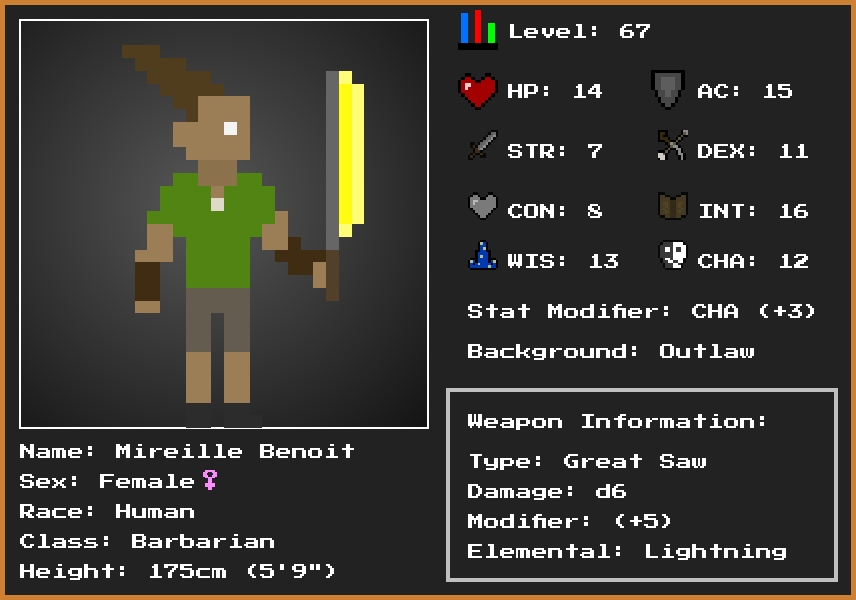 Level: 67
HP: 14 AC: 15
STR: 7 DEX: 11
CON: 8 INT: 16
WIS: 13 CHA: 12
Stat Modifier: CHA (+3)
Background: Outlaw
Weapon Information:
Type: Great Saw
Damage: d6
Modifier: (+5)
Elemental: Lightning
Name: Mireille Benoit
Sex: Female♀
Race: Human
Class: Barbarian
Height: 175cm (5'9")